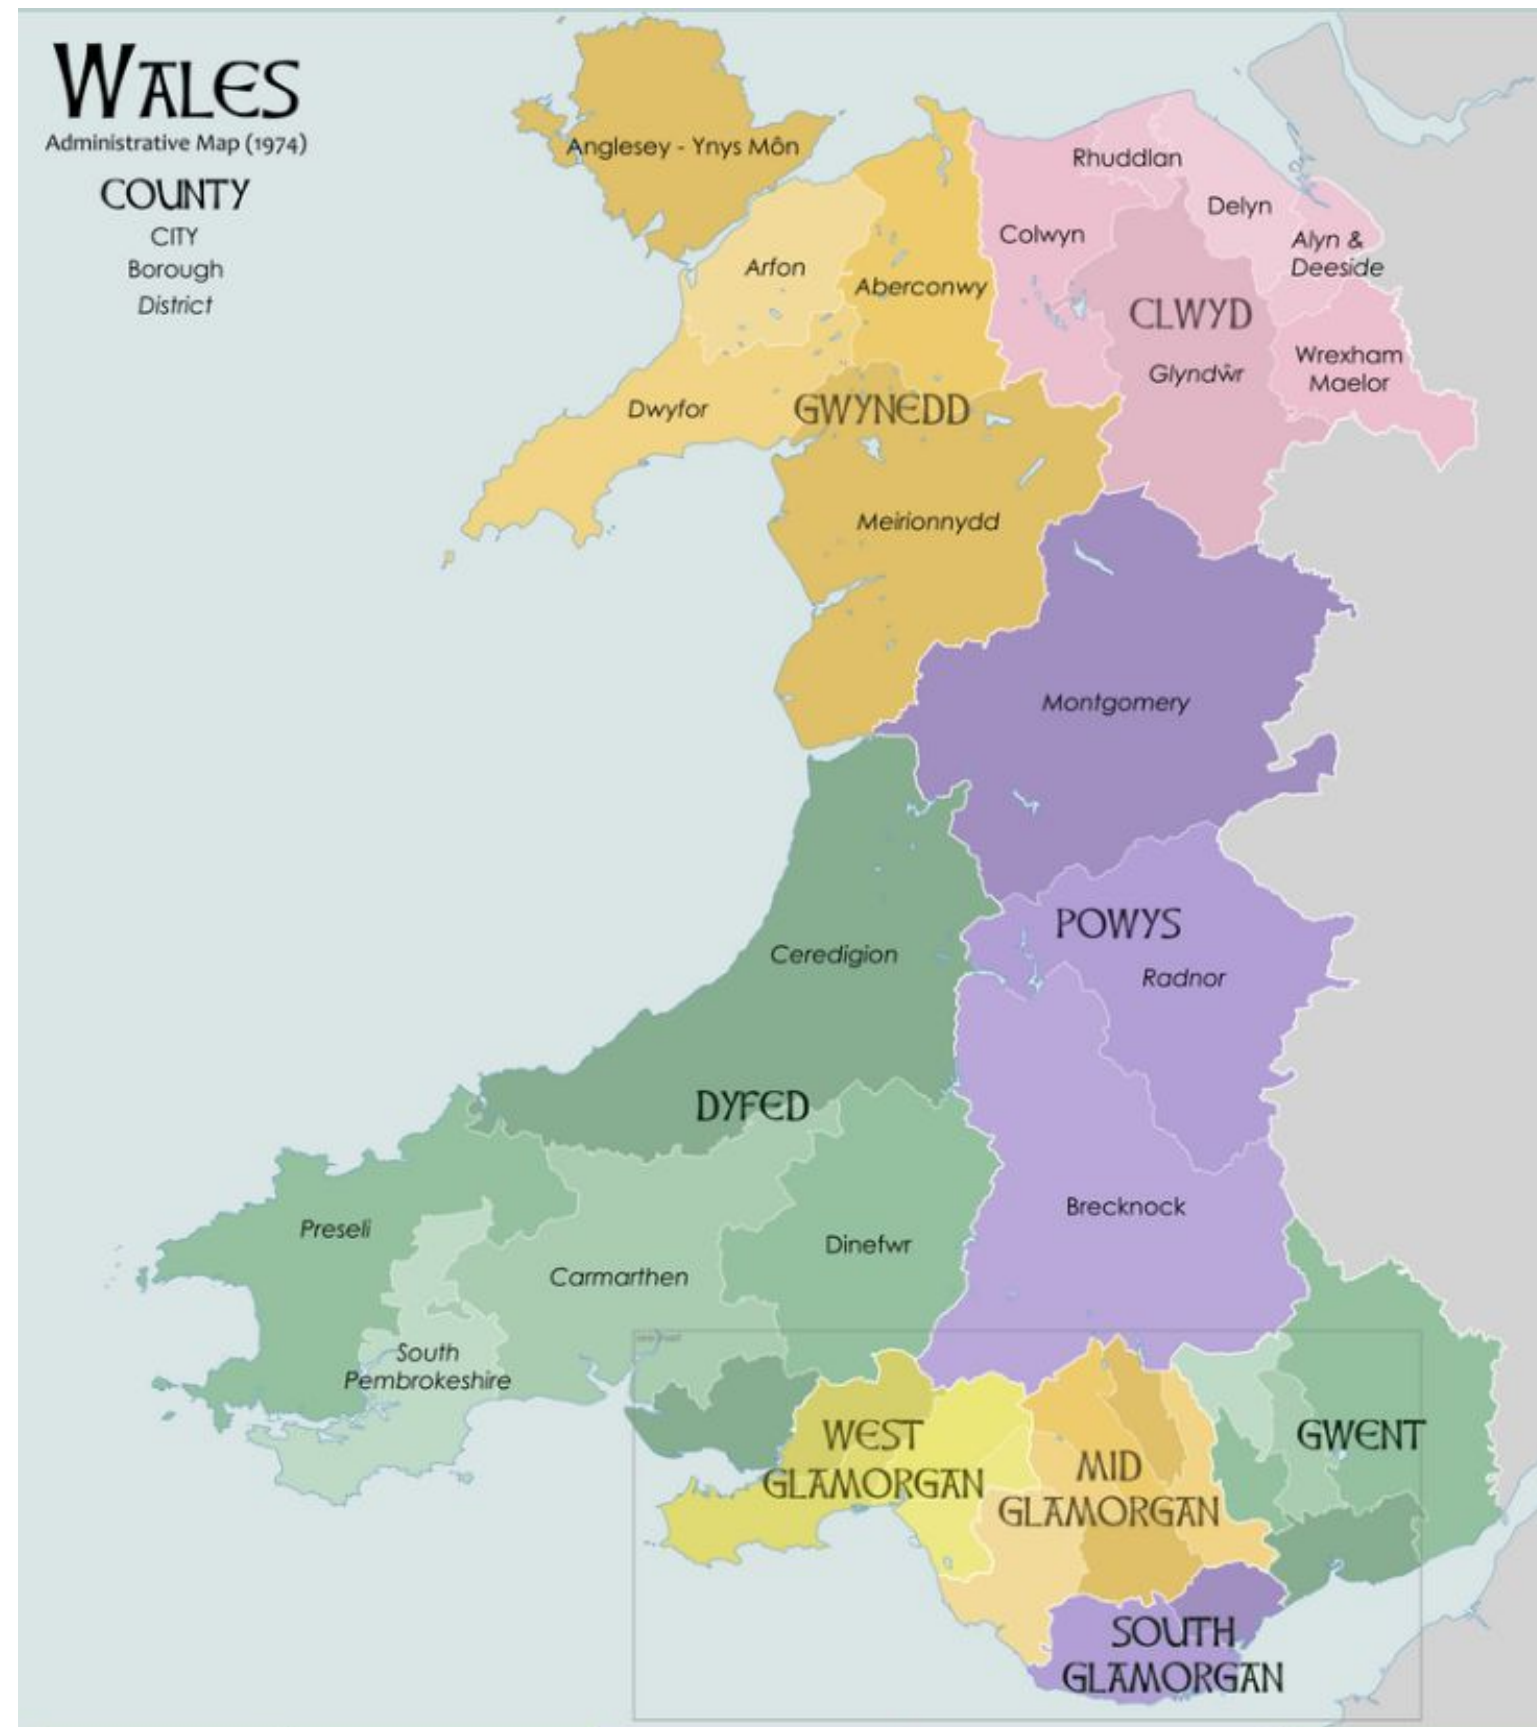 WALES
Administrative Map (1974)
COUNTY
CITY
Borough
District
Anglesey - Ynys Môn
Rhuddlan
Delyn
Colwyn
Alyn &
Deeside
Arfon
Aberconwy
CLWYD
Glyndŵr
Wrexham
Maelor
Dwyfor
GWYNEDD
Meirionnydd
Montgomery
POWYS
Radnor
Ceredigion
DYFED
Brecknock
Preseli
Dinefwr
Carmarthen
South
Pembrokeshire
WEST
GLAMORGAN
MID
GLAMORGAN
GWENT
SOUTH
GLAMORGAN